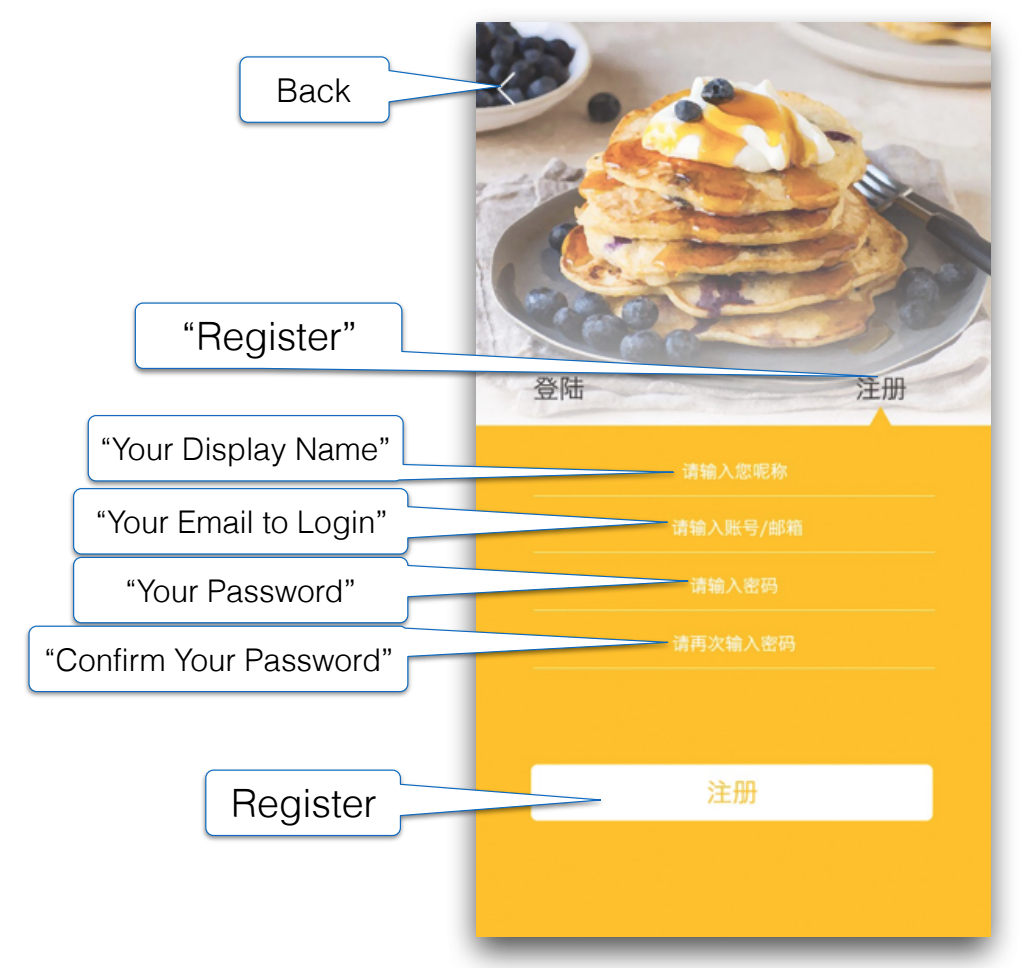 Back
“Register”
登陆
注册
“Your Display Name”
请输入您呢称
“Your Email to Login”
请输入账号/邮箱
“Your Password”
请输入密码
“Confirm Your Password”
请再次输入密码
Register
注册